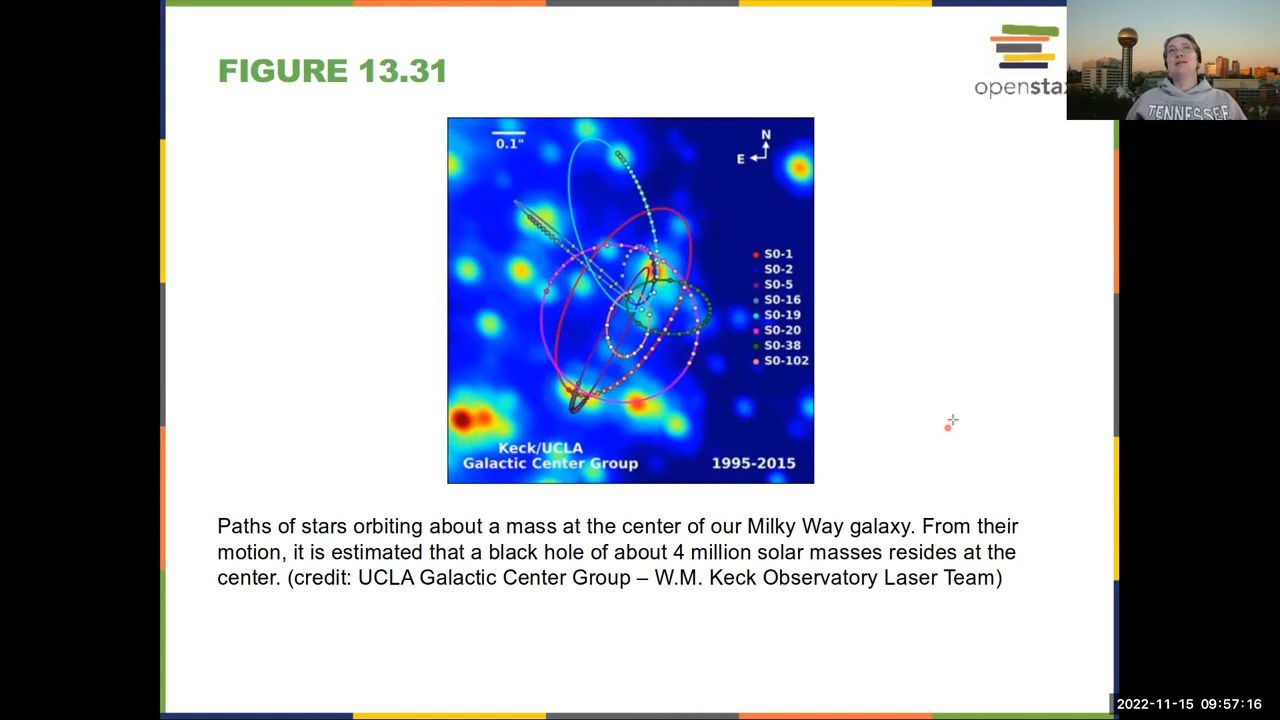 FIGURE 13.31
openstax
TENNESSEE
0.1"
N
E
S0-1
S0-2
S0-5
S0-16
S0-19
S0-20
S0-38
S0-102
Keck/UCLA
Galactic Center Group
1995-2015
Paths of stars orbiting about a mass at the center of our Milky Way galaxy. From their
motion, it is estimated that a black hole of about 4 million solar masses resides at the
center. (credit: UCLA Galactic Center Group – W.M. Keck Observatory Laser Team)
2022-11-15 09:57:16